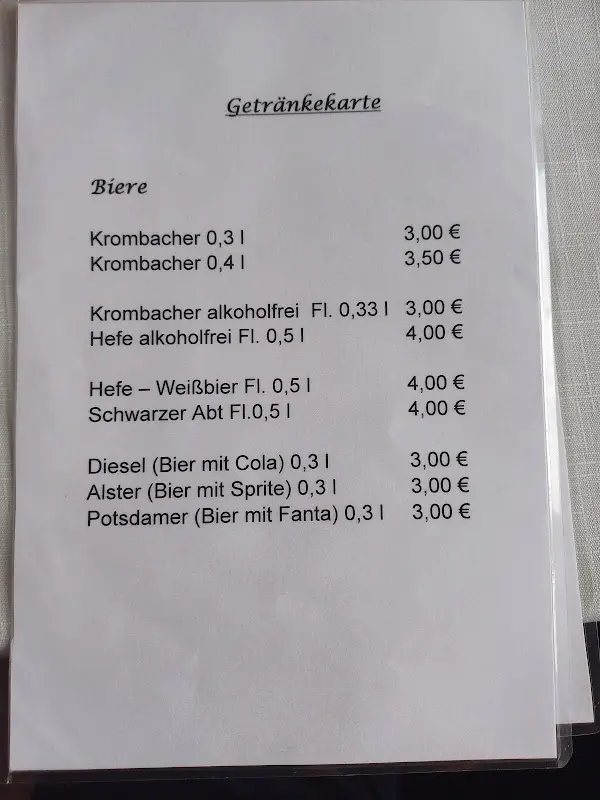 Getränkekarte
Biere
Krombacher 0,3 l 3,00 €
Krombacher 0,4 l 3,50 €
Krombacher alkoholfrei Fl. 0,33 l 3,00 €
Hefe alkoholfrei Fl. 0,5 l 4,00 €
Hefe – Weißbier Fl. 0,5 l 4,00 €
Schwarzer Abt Fl.0,5 l 4,00 €
Diesel (Bier mit Cola) 0,3 l 3,00 €
Alster (Bier mit Sprite) 0,3 l 3,00 €
Potsdamer (Bier mit Fanta) 0,3 l 3,00 €